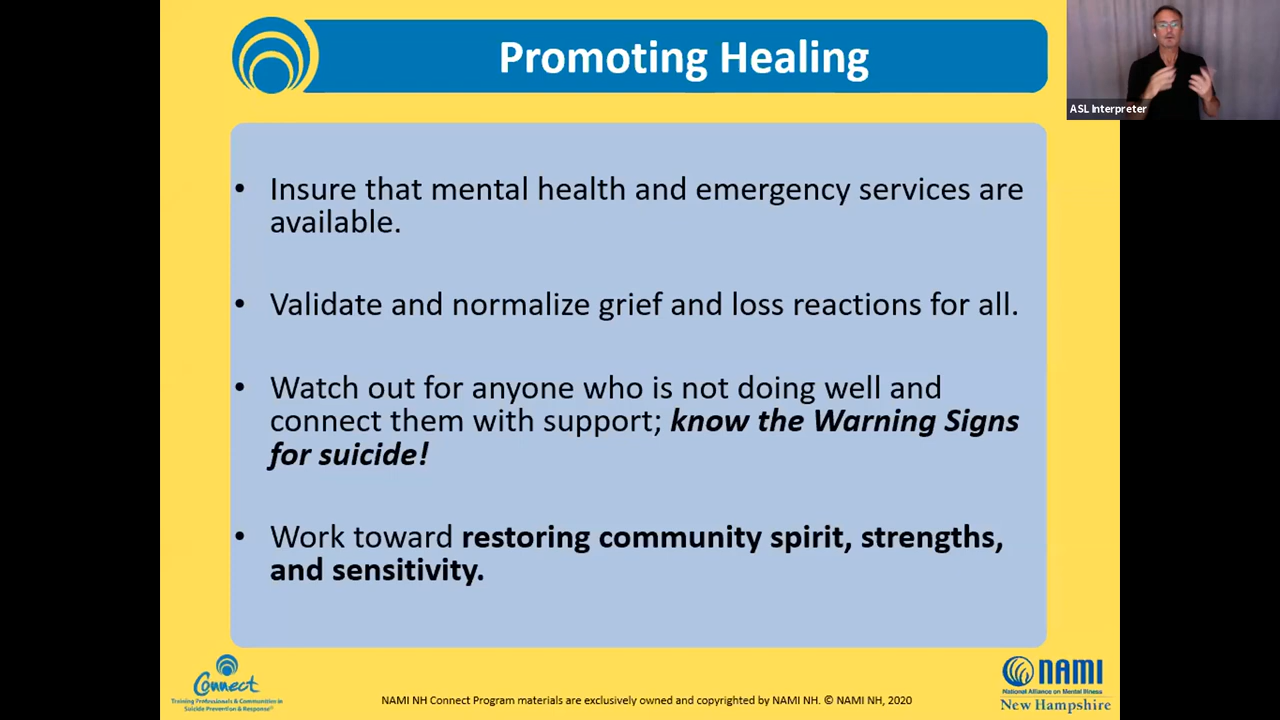 Promoting Healing
ASL Interpreter
• Insure that mental health and emergency services are
available.
• Validate and normalize grief and loss reactions for all.
• Watch out for anyone who is not doing well and
connect them with support; know the Warning Signs
for suicide!
• Work toward restoring community spirit, strengths,
and sensitivity.
Connect
Training Professionals & Communities in
Suicide Prevention & Response®
NAMI NH Connect Program materials are exclusively owned and copyrighted by NAMI NH. © NAMI NH, 2020
NAMI
National Alliance on Mental Illness
New Hampshire